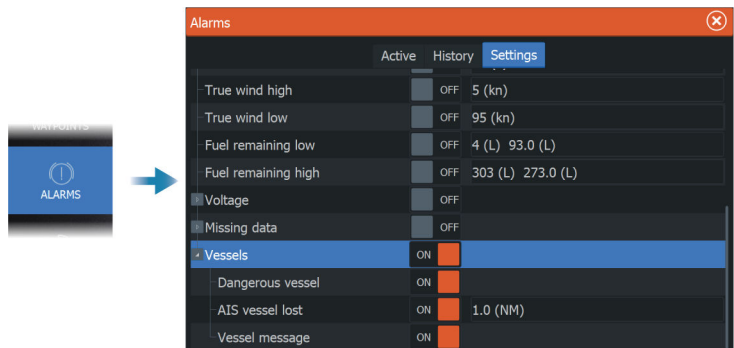 Alarms
Active History Settings
True wind high OFF 5 (kn)
True wind low OFF 95 (kn)
WAYPOINTS
Fuel remaining low OFF 4 (L) 93.0 (L)
Fuel remaining high OFF 303 (L) 273.0 (L)
ALARMS
Voltage OFF
Missing data OFF
Vessels ON
Dangerous vessel ON
AIS vessel lost ON 1.0 (NM)
Vessel message ON